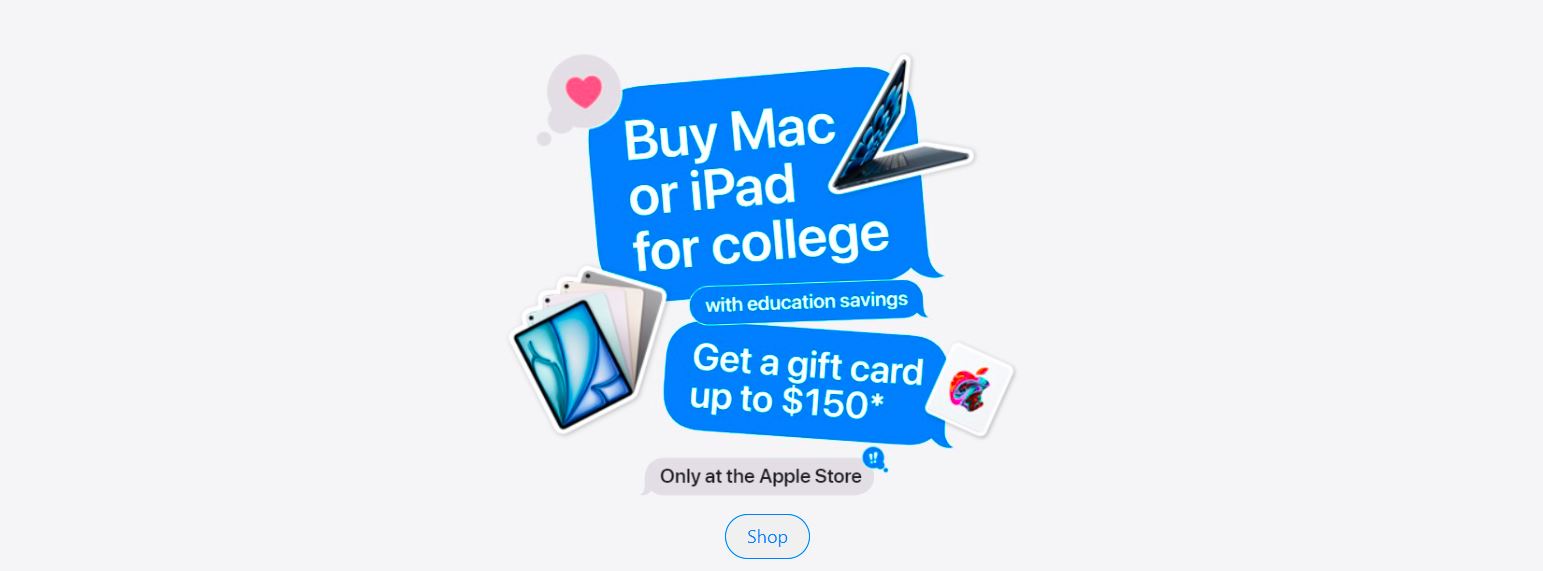 Buy Mac
or iPad
for college
with education savings
Get a gift card
up to $150*
Only at the Apple Store
!!
Shop